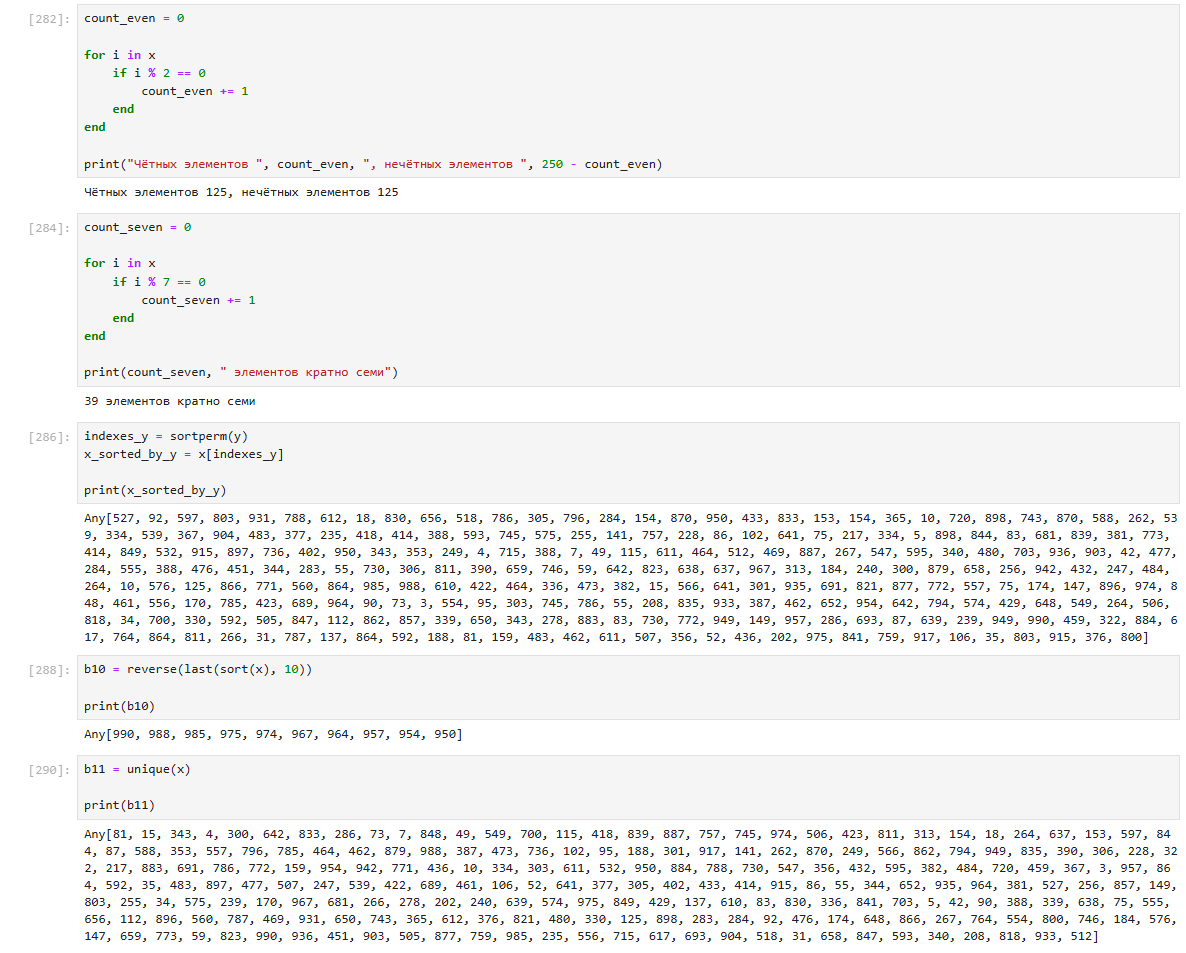 [282]:
count_even = 0
for i in x
if i % 2 == 0
count_even += 1
end
end
print("Чётных элементов ", count_even, ", нечётных элементов ", 250 - count_even)
Чётных элементов 125, нечётных элементов 125
[284]:
count_seven = 0
for i in x
if i % 7 == 0
count_seven += 1
end
end
print(count_seven, " элементов кратно семи")
39 элементов кратно семи
[286]:
indexes_y = sortperm(y)
x_sorted_by_y = x[indexes_y]
print(x_sorted_by_y)
Any[527, 92, 597, 803, 931, 788, 612, 18, 830, 656, 518, 786, 305, 796, 284, 154, 870, 950, 433, 833, 153, 154, 365, 10, 720, 898, 743, 870, 588, 262, 53
9, 334, 539, 367, 904, 483, 377, 235, 418, 414, 388, 593, 745, 575, 255, 141, 757, 228, 86, 102, 641, 75, 217, 334, 5, 898, 844, 83, 681, 839, 381, 773,
414, 849, 532, 915, 897, 736, 402, 950, 343, 353, 249, 4, 715, 388, 7, 49, 115, 611, 464, 512, 469, 887, 267, 547, 595, 340, 480, 703, 936, 903, 42, 477,
284, 555, 388, 476, 451, 344, 283, 55, 730, 306, 811, 390, 659, 746, 59, 642, 823, 638, 637, 967, 313, 184, 240, 300, 879, 658, 256, 942, 432, 247, 484,
264, 10, 576, 125, 866, 771, 560, 864, 985, 988, 610, 422, 464, 336, 473, 382, 15, 566, 641, 301, 935, 691, 821, 877, 772, 557, 75, 174, 147, 896, 974, 8
48, 461, 556, 170, 785, 423, 689, 964, 90, 73, 3, 554, 95, 303, 745, 786, 55, 208, 835, 933, 387, 462, 652, 954, 642, 794, 574, 429, 648, 549, 264, 506,
818, 34, 700, 330, 592, 505, 847, 112, 862, 857, 339, 650, 343, 278, 883, 83, 730, 772, 949, 149, 957, 286, 693, 87, 639, 239, 949, 990, 459, 322, 884, 6
17, 764, 864, 811, 266, 31, 787, 137, 864, 592, 188, 81, 159, 483, 462, 611, 507, 356, 52, 436, 202, 975, 841, 759, 917, 106, 35, 803, 915, 376, 800]
[288]:
b10 = reverse(last(sort(x), 10))
print(b10)
Any[990, 988, 985, 975, 974, 967, 964, 957, 954, 950]
[290]:
b11 = unique(x)
print(b11)
Any[81, 15, 343, 4, 300, 642, 833, 286, 73, 7, 848, 49, 549, 700, 115, 418, 839, 887, 757, 745, 974, 506, 423, 811, 313, 154, 18, 264, 637, 153, 597, 84
4, 87, 588, 353, 557, 796, 785, 464, 462, 879, 988, 387, 473, 736, 102, 95, 188, 301, 917, 141, 262, 870, 249, 566, 862, 794, 949, 835, 390, 306, 228, 32
2, 217, 883, 691, 786, 772, 159, 954, 942, 771, 436, 10, 334, 303, 611, 532, 950, 884, 788, 730, 547, 356, 432, 595, 382, 484, 720, 459, 367, 3, 957, 86
4, 592, 35, 483, 897, 477, 507, 247, 539, 422, 689, 461, 106, 52, 641, 377, 305, 402, 433, 414, 915, 86, 55, 344, 652, 935, 964, 381, 527, 256, 857, 149,
803, 255, 34, 575, 239, 170, 967, 681, 266, 278, 202, 240, 639, 574, 975, 849, 429, 137, 610, 83, 830, 336, 841, 703, 5, 42, 90, 388, 339, 638, 75, 555,
656, 112, 896, 560, 787, 469, 931, 650, 743, 365, 612, 376, 821, 480, 330, 125, 898, 283, 284, 92, 476, 174, 648, 866, 267, 764, 554, 800, 746, 184, 576,
147, 659, 773, 59, 823, 990, 936, 451, 903, 505, 877, 759, 985, 235, 556, 715, 617, 693, 904, 518, 31, 658, 847, 593, 340, 208, 818, 933, 512]